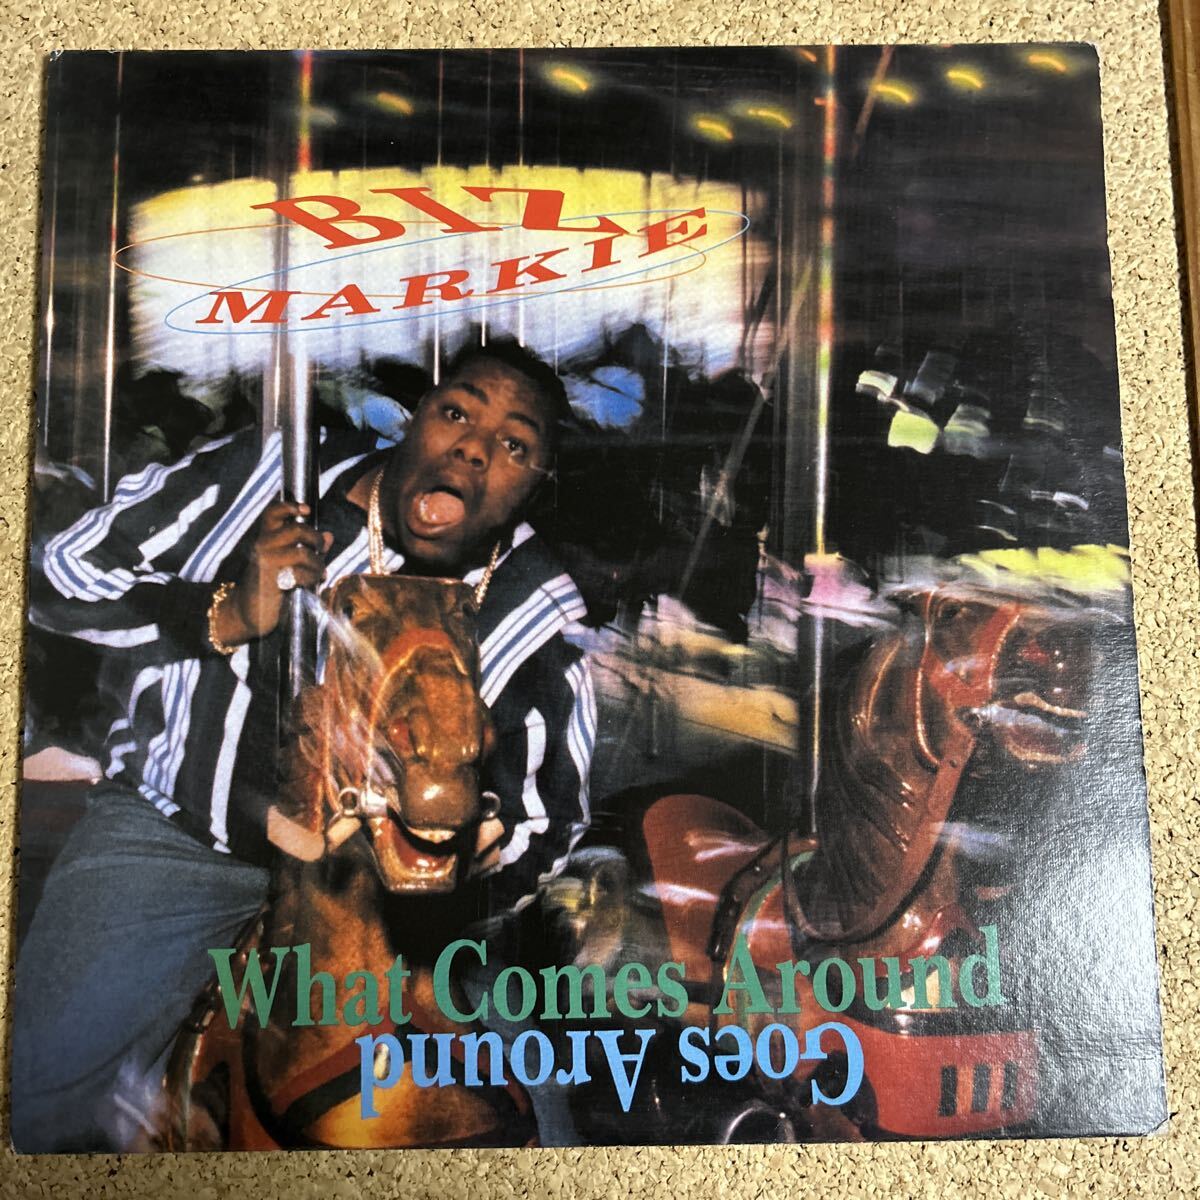 BIZ
MARKIE
What Comes Around
Goes Around